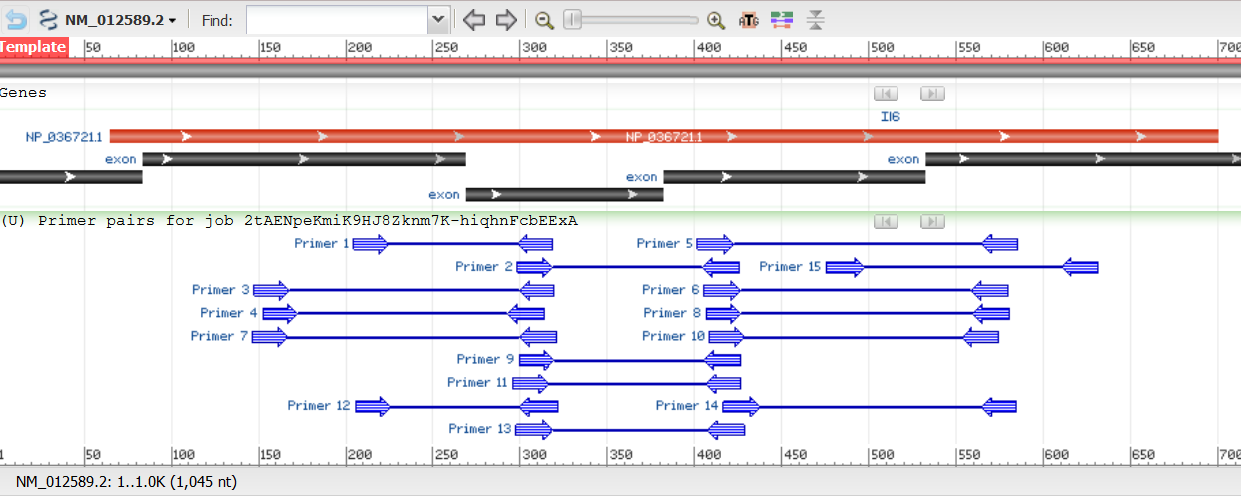 NM_012589.2 Find:
Template 50 100 150 200 250 300 350 400 450 500 550 600 650 700
Genes
Il6
NP_036721.1 NP_036721.1
exon exon
exon
exon
(U) Primer pairs for job 2tAENpeKmiK9HJ8Zknm7K-hiqhnFcbEExA
Primer 1 Primer 5
Primer 2 Primer 15
Primer 3 Primer 6
Primer 4 Primer 8
Primer 7 Primer 10
Primer 9
Primer 11
Primer 12 Primer 14
Primer 13
1 50 100 150 200 250 300 350 400 450 500 550 600 650 700
NM_012589.2: 1..1.0K (1,045 nt)